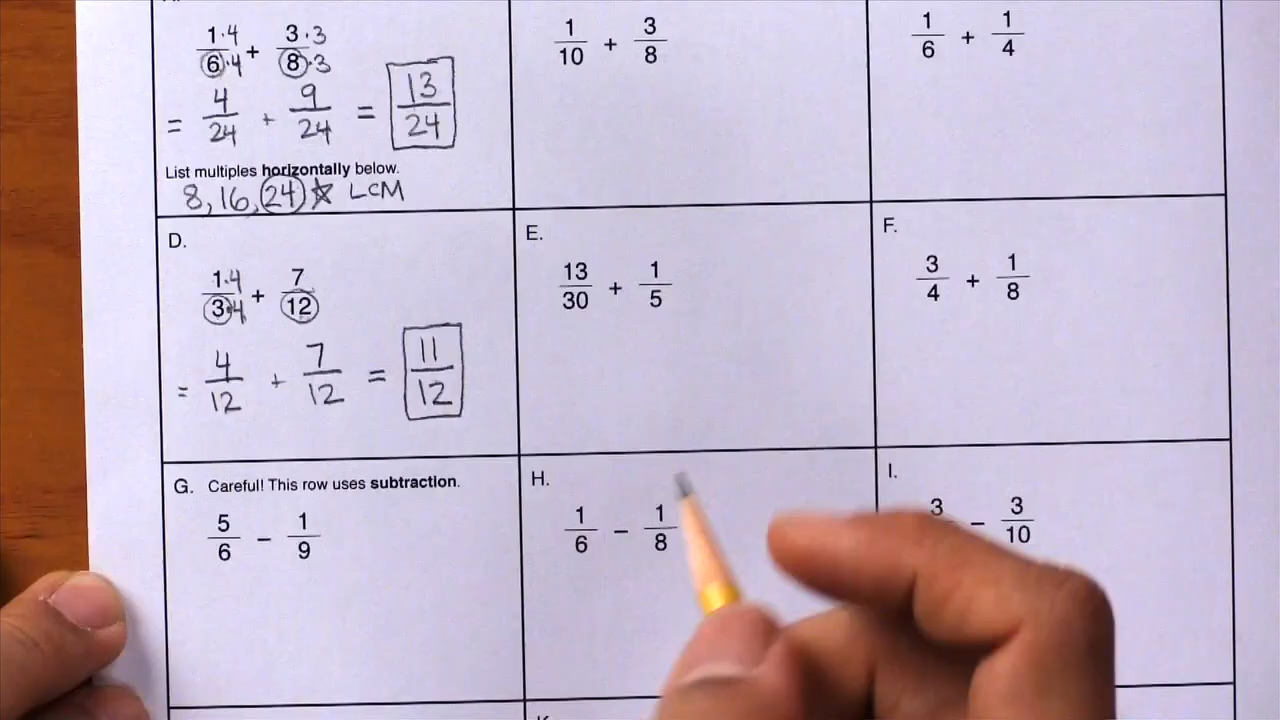 1·4/6·4 + 3·3/8·3
= 4/24 + 9/24 = 13/24
List multiples horizontally below.
8, 16, 24 ☆ LCM
1/10 + 3/8
1/6 + 1/4
D.
1·4/3·4 + 7/12
= 4/12 + 7/12 = 11/12
E.
13/30 + 1/5
F.
3/4 + 1/8
G. Careful! This row uses subtraction.
5/6 − 1/9
H.
1/6 − 1/8
I.
3 − 3/10